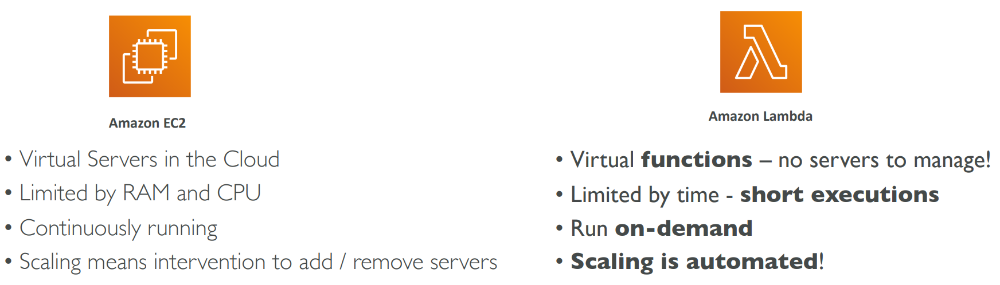 Amazon EC2
• Virtual Servers in the Cloud
• Limited by RAM and CPU
• Continuously running
• Scaling means intervention to add / remove servers
Amazon Lambda
• Virtual functions – no servers to manage!
• Limited by time - short executions
• Run on-demand
• Scaling is automated!